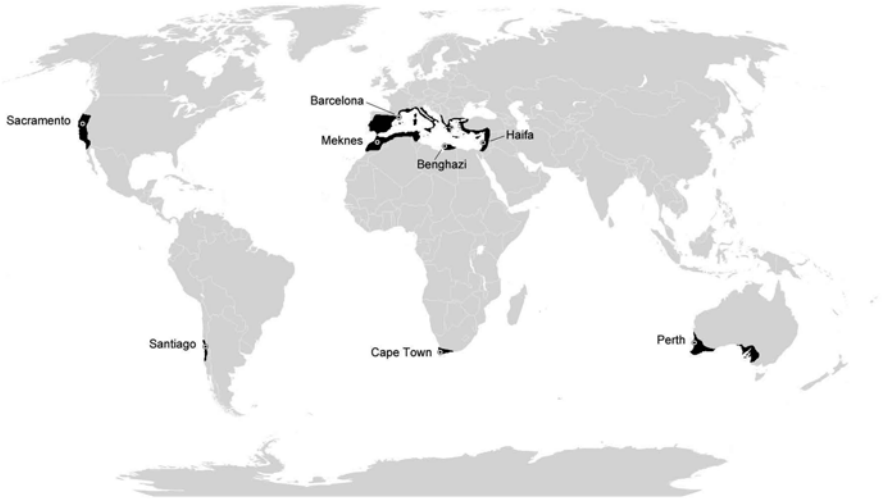 Barcelona
Sacramento
Meknes
Haifa
Benghazi
Santiago
Cape Town
Perth